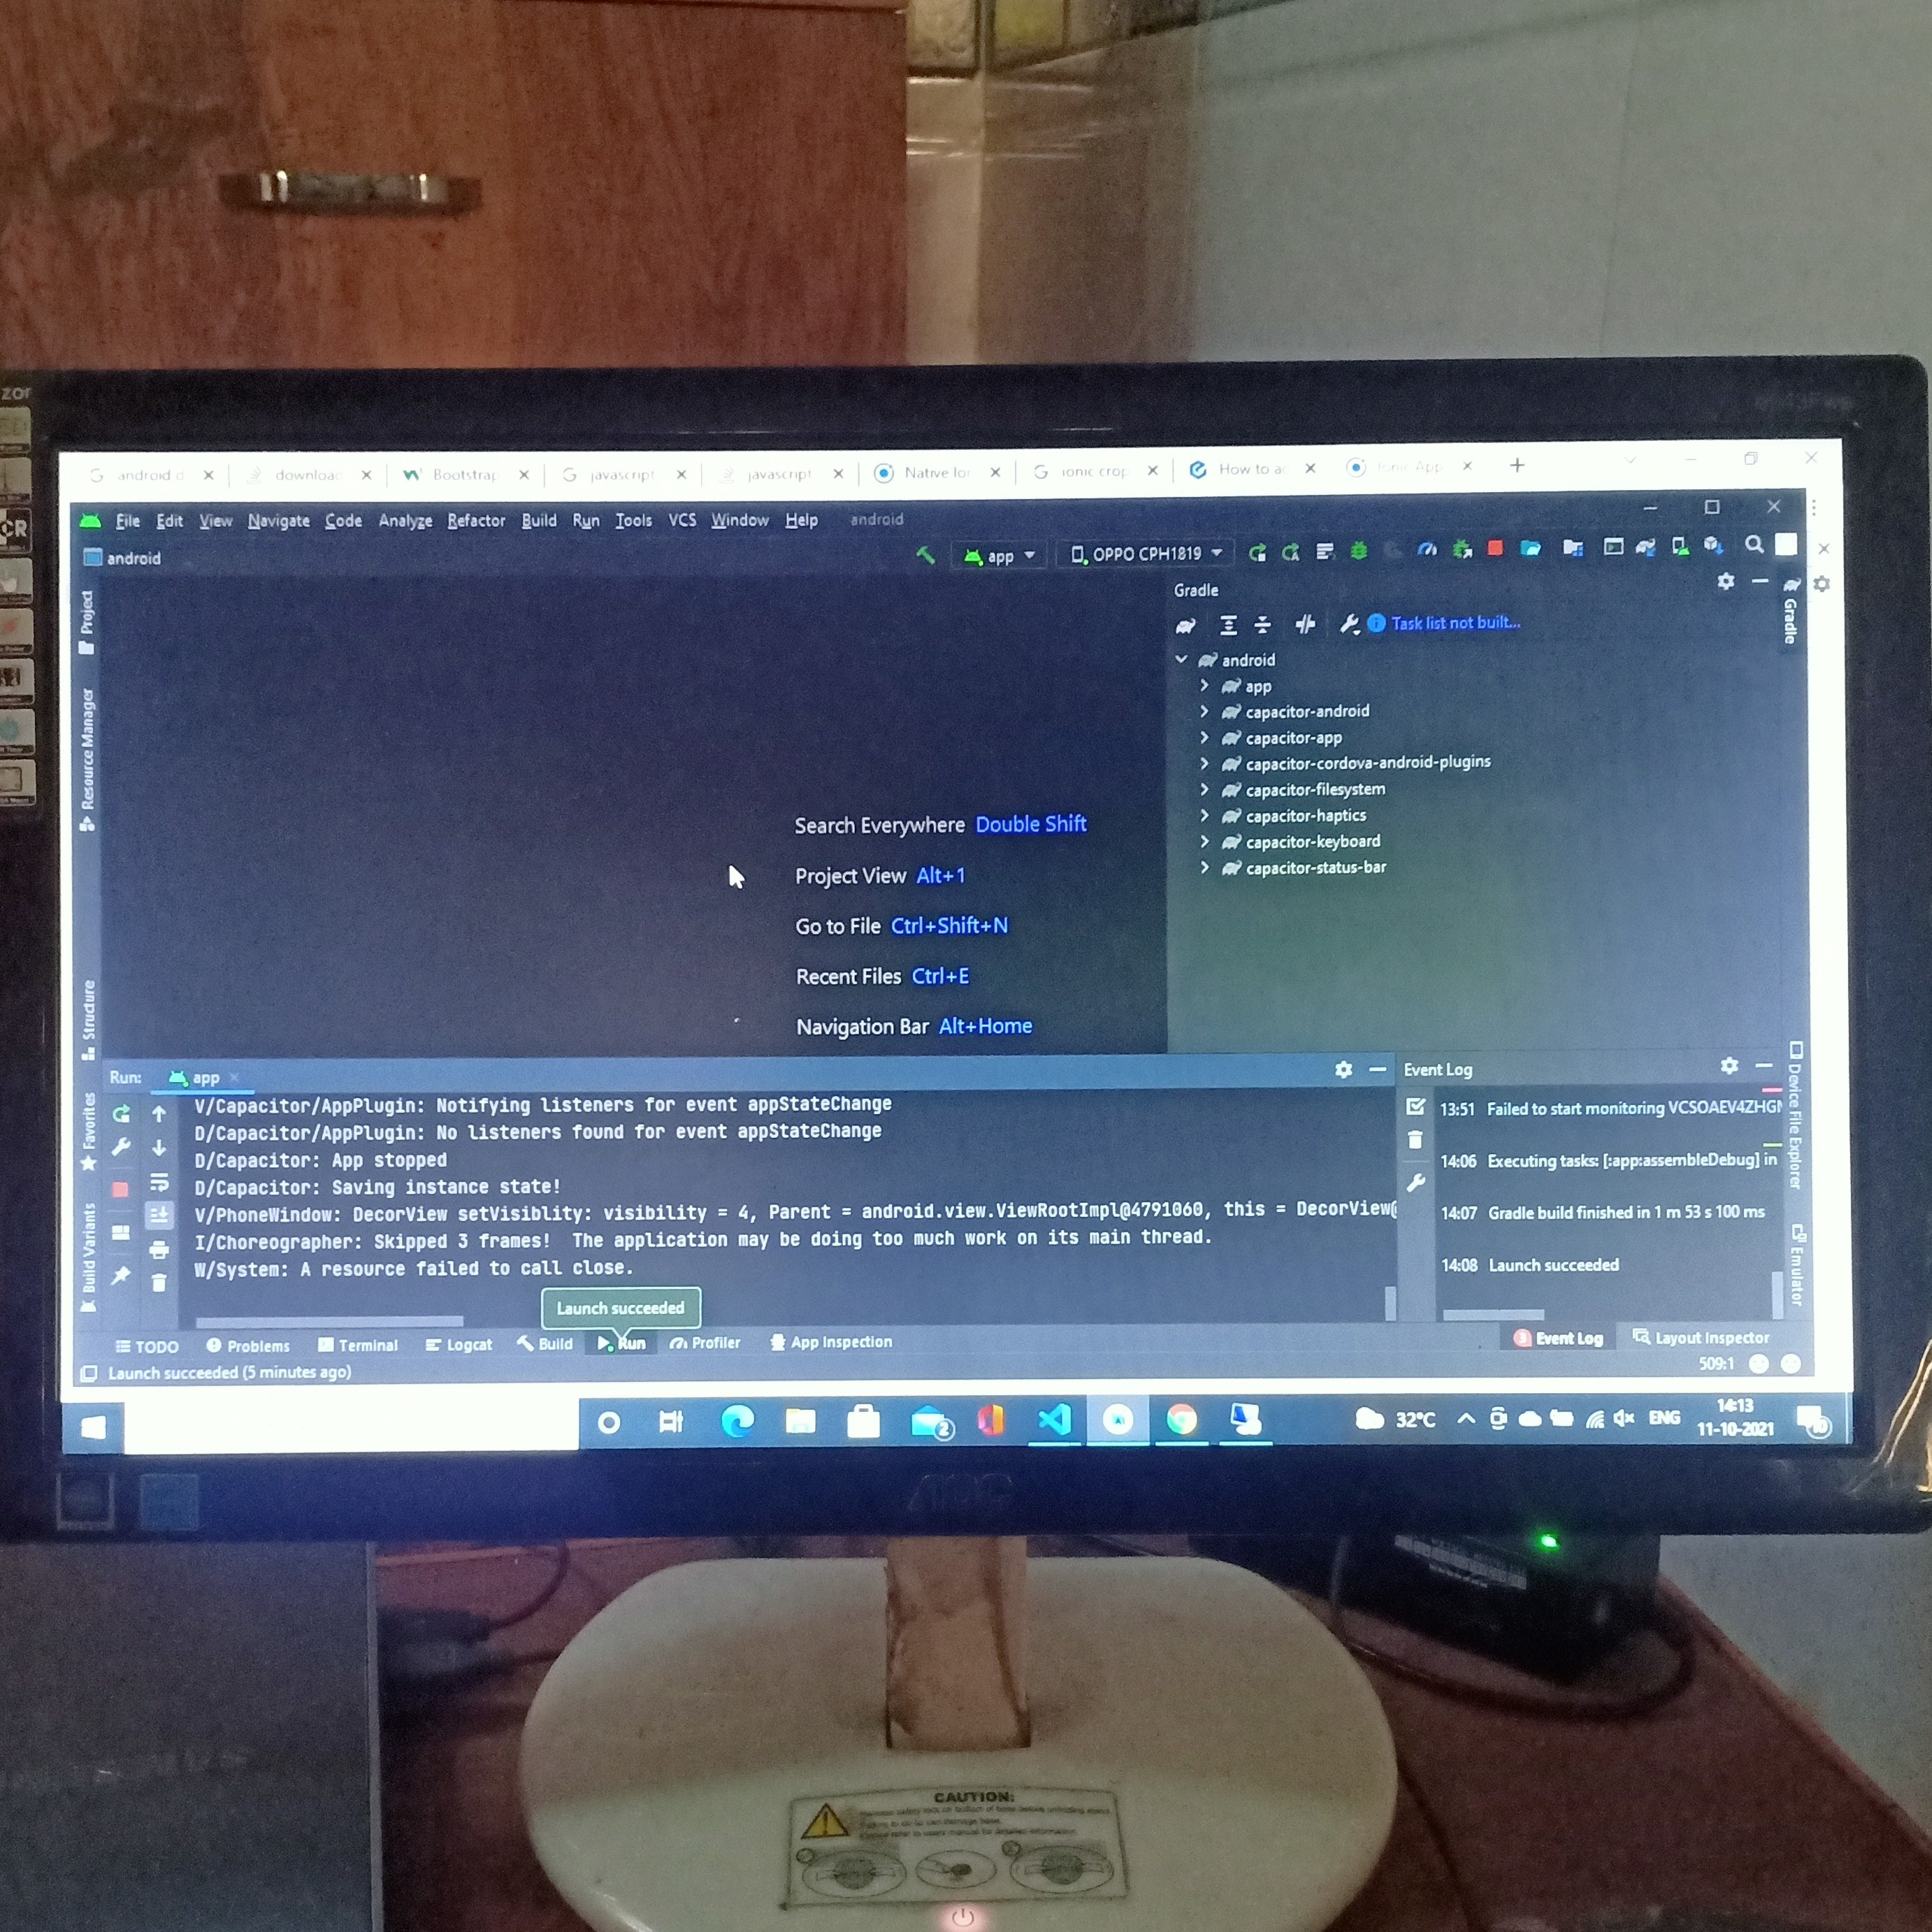 zor
CR
android d
download
Bootstrap
javascript
javascript
Native Ion
ionic crop
How to a
Ionic App
File Edit View Navigate Code Analyze Refactor Build Run Tools VCS Window Help android
android
app
OPPO CPH1819
Project
Resource Manager
Structure
Favorites
Build Variants
Gradle
Task list not built...
android
app
capacitor-android
capacitor-app
capacitor-cordova-android-plugins
capacitor-filesystem
capacitor-haptics
capacitor-keyboard
capacitor-status-bar
Gradle
Device File Explorer
Emulator
Search Everywhere Double Shift
Project View Alt+1
Go to File Ctrl+Shift+N
Recent Files Ctrl+E
Navigation Bar Alt+Home
Run: app
V/Capacitor/AppPlugin: Notifying listeners for event appStateChange
D/Capacitor/AppPlugin: No listeners found for event appStateChange
D/Capacitor: App stopped
D/Capacitor: Saving instance state!
V/PhoneWindow: DecorView setVisiblity: visibility = 4, Parent = android.view.ViewRootImpl@4791060, this = DecorView@
I/Choreographer: Skipped 3 frames!  The application may be doing too much work on its main thread.
W/System: A resource failed to call close.
Event Log
13:51 Failed to start monitoring VCSOAEV4ZHGM
14:06 Executing tasks: [:app:assembleDebug] in
14:07 Gradle build finished in 1 m 53 s 100 ms
14:08 Launch succeeded
Launch succeeded
TODO Problems Terminal Logcat Build Run Profiler App Inspection
3 Event Log Layout Inspector
Launch succeeded (5 minutes ago)
509:1
2
32°C
ENG
14:13
11-10-2021
AOC
CAUTION: